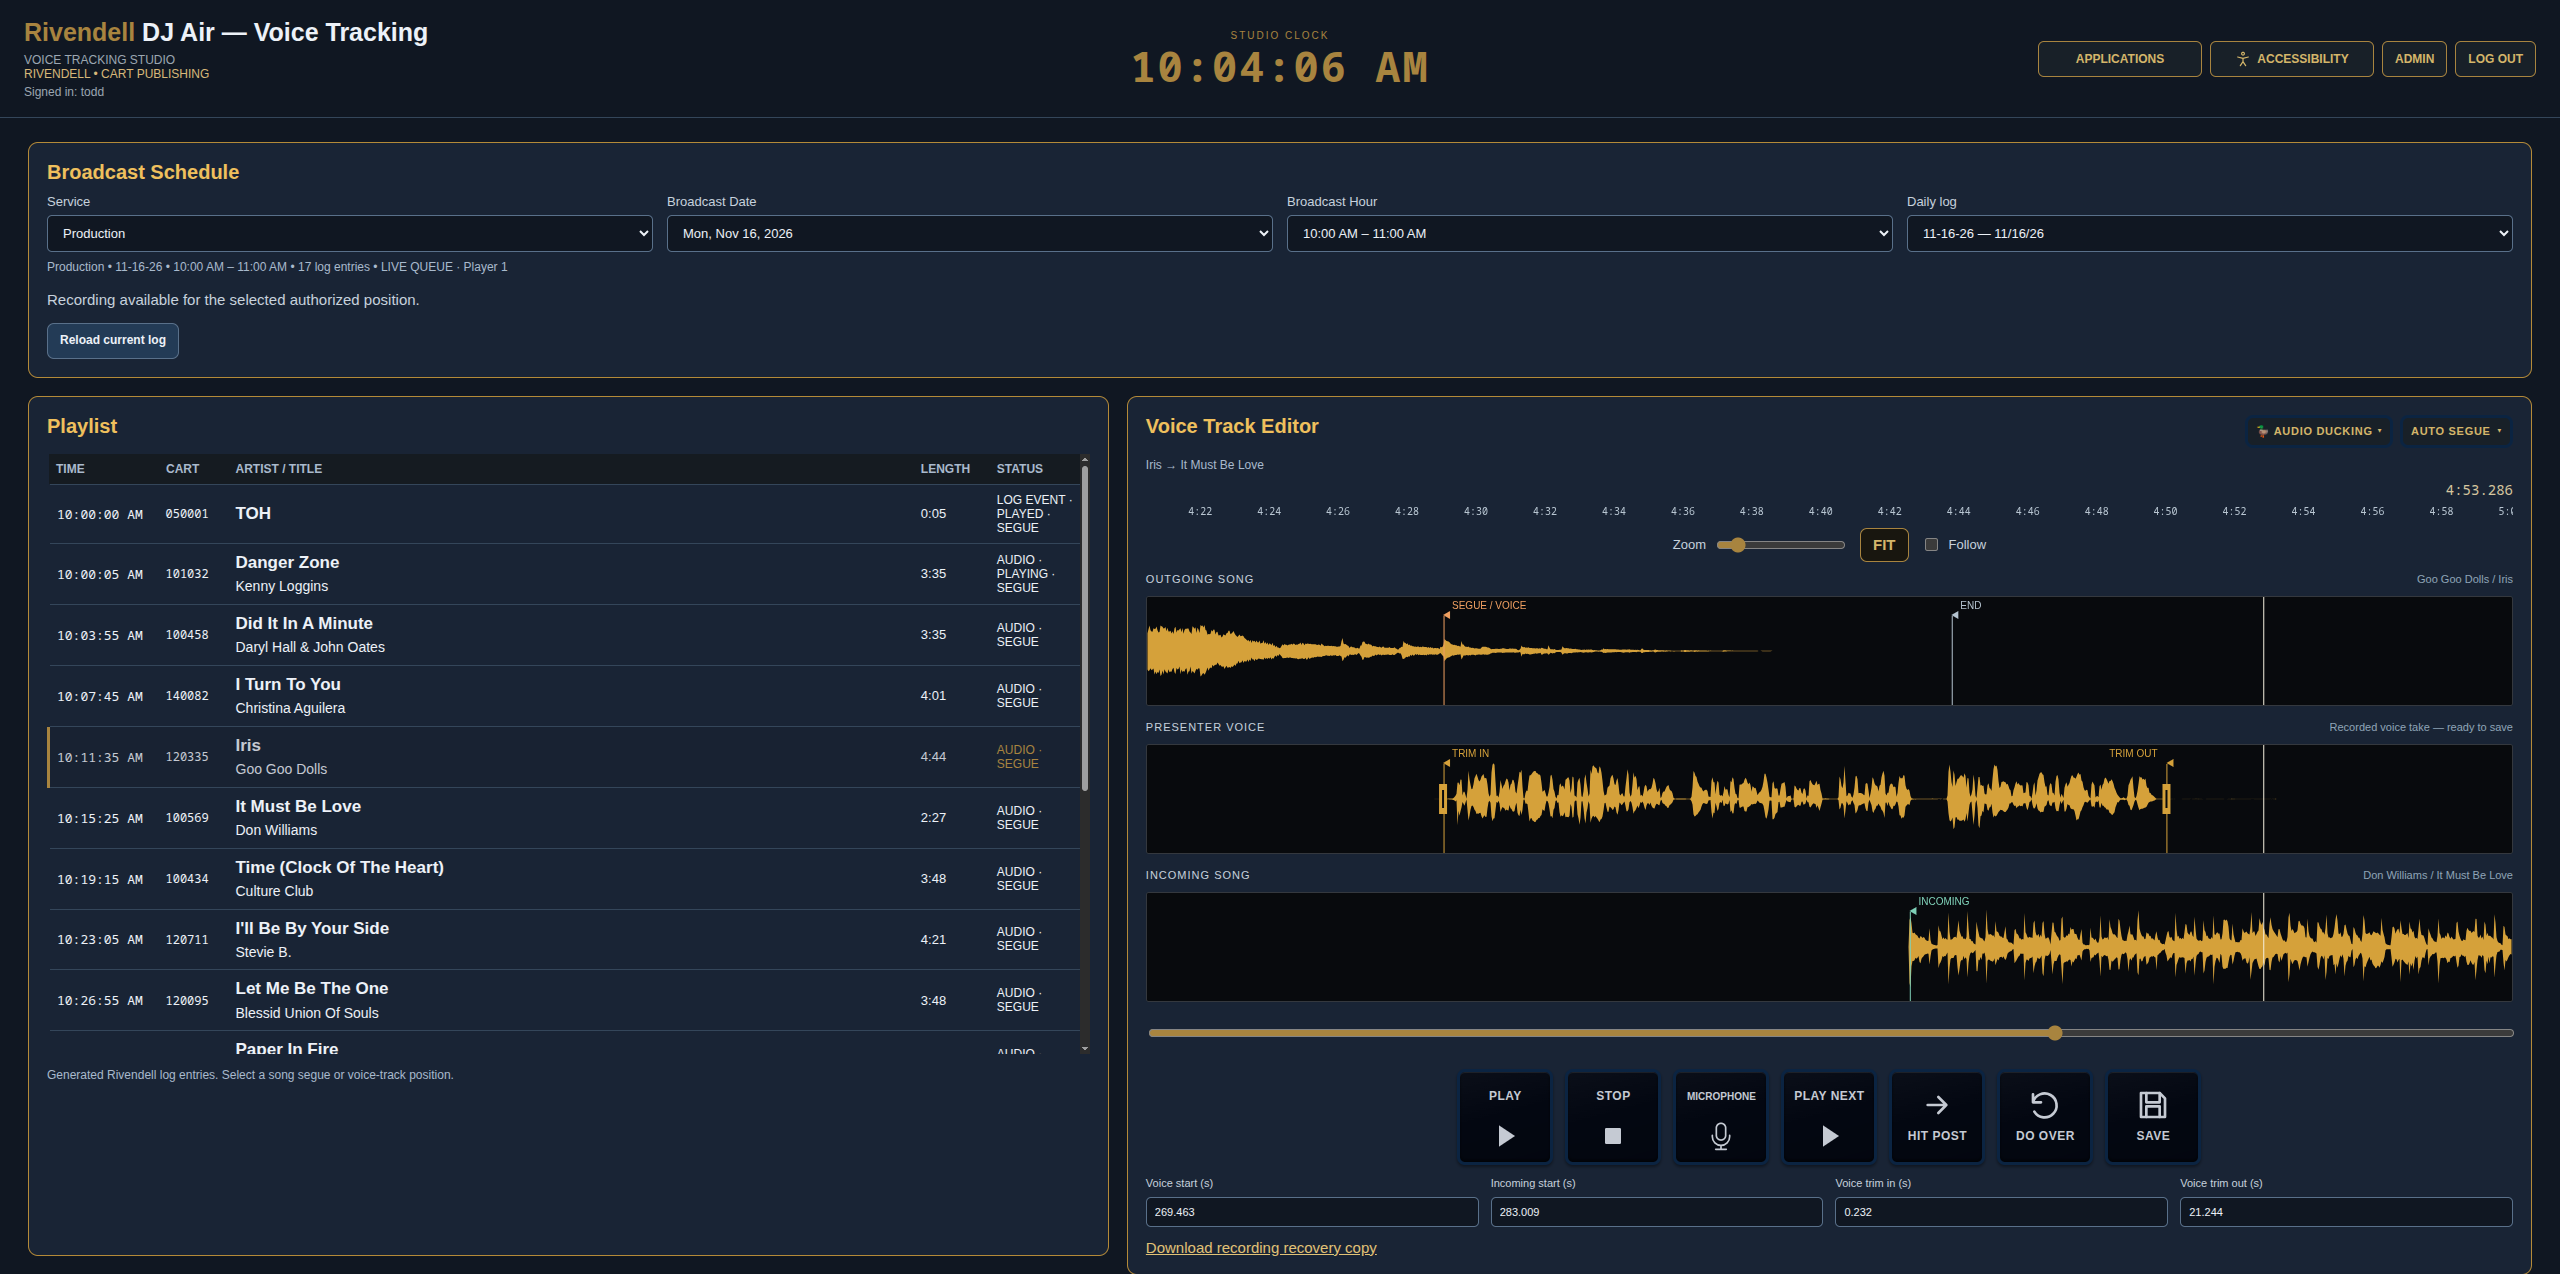 Rivendell DJ Air — Voice Tracking
VOICE TRACKING STUDIO
RIVENDELL • CART PUBLISHING
Signed in: todd
STUDIO CLOCK
10:04:06 AM
APPLICATIONS
ACCESSIBILITY
ADMIN
LOG OUT
Broadcast Schedule
Service
Broadcast Date
Broadcast Hour
Daily log
Production
Mon, Nov 16, 2026
10:00 AM – 11:00 AM
11-16-26 — 11/16/26
Production • 11-16-26 • 10:00 AM – 11:00 AM • 17 log entries • LIVE QUEUE · Player 1
Recording available for the selected authorized position.
Reload current log
Playlist
TIME CART ARTIST / TITLE LENGTH STATUS
10:00:00 AM 050001 TOH 0:05 LOG EVENT ·
PLAYED ·
SEGUE
10:00:05 AM 101032 Danger Zone 3:35 AUDIO ·
Kenny Loggins PLAYING ·
SEGUE
10:03:55 AM 100458 Did It In A Minute 3:35 AUDIO ·
Daryl Hall & John Oates SEGUE
10:07:45 AM 140082 I Turn To You 4:01 AUDIO ·
Christina Aguilera SEGUE
10:11:35 AM 120335 Iris 4:44 AUDIO ·
Goo Goo Dolls SEGUE
10:15:25 AM 100569 It Must Be Love 2:27 AUDIO ·
Don Williams SEGUE
10:19:15 AM 100434 Time (Clock Of The Heart) 3:48 AUDIO ·
Culture Club SEGUE
10:23:05 AM 120711 I'll Be By Your Side 4:21 AUDIO ·
Stevie B. SEGUE
10:26:55 AM 120095 Let Me Be The One 3:48 AUDIO ·
Blessid Union Of Souls SEGUE
Paper In Fire AUDIO ·
Generated Rivendell log entries. Select a song segue or voice-track position.
Voice Track Editor
AUDIO DUCKING
AUTO SEGUE
Iris → It Must Be Love
4:53.286
4:22 4:24 4:26 4:28 4:30 4:32 4:34 4:36 4:38 4:40 4:42 4:44 4:46 4:48 4:50 4:52 4:54 4:56 4:58
Zoom
FIT
Follow
OUTGOING SONG
Goo Goo Dolls / Iris
SEGUE / VOICE
END
PRESENTER VOICE
Recorded voice take — ready to save
TRIM IN
TRIM OUT
INCOMING SONG
Don Williams / It Must Be Love
INCOMING
PLAY
STOP
MICROPHONE
PLAY NEXT
HIT POST
DO OVER
SAVE
Voice start (s)
Incoming start (s)
Voice trim in (s)
Voice trim out (s)
269.463
283.009
0.232
21.244
Download recording recovery copy